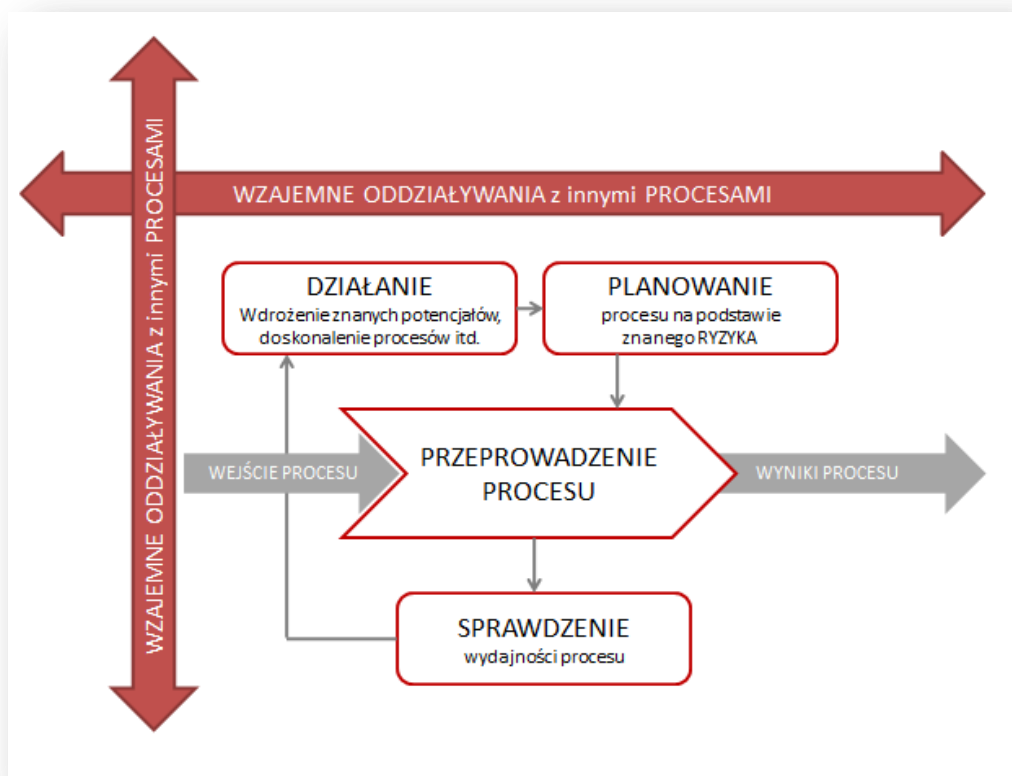 WZAJEMNE ODDZIAŁYWANIA z innymi PROCESAMI
WZAJEMNE ODDZIAŁYWANIA z innymi PROCESAMI
DZIAŁANIE
Wdrożenie znanych potencjałów,
doskonalenie procesów itd.
PLANOWANIE
procesu na podstawie
znanego RYZYKA
WEJŚCIE PROCESU
PRZEPROWADZENIE
PROCESU
WYNIKI PROCESU
SPRAWDZENIE
wydajności procesu